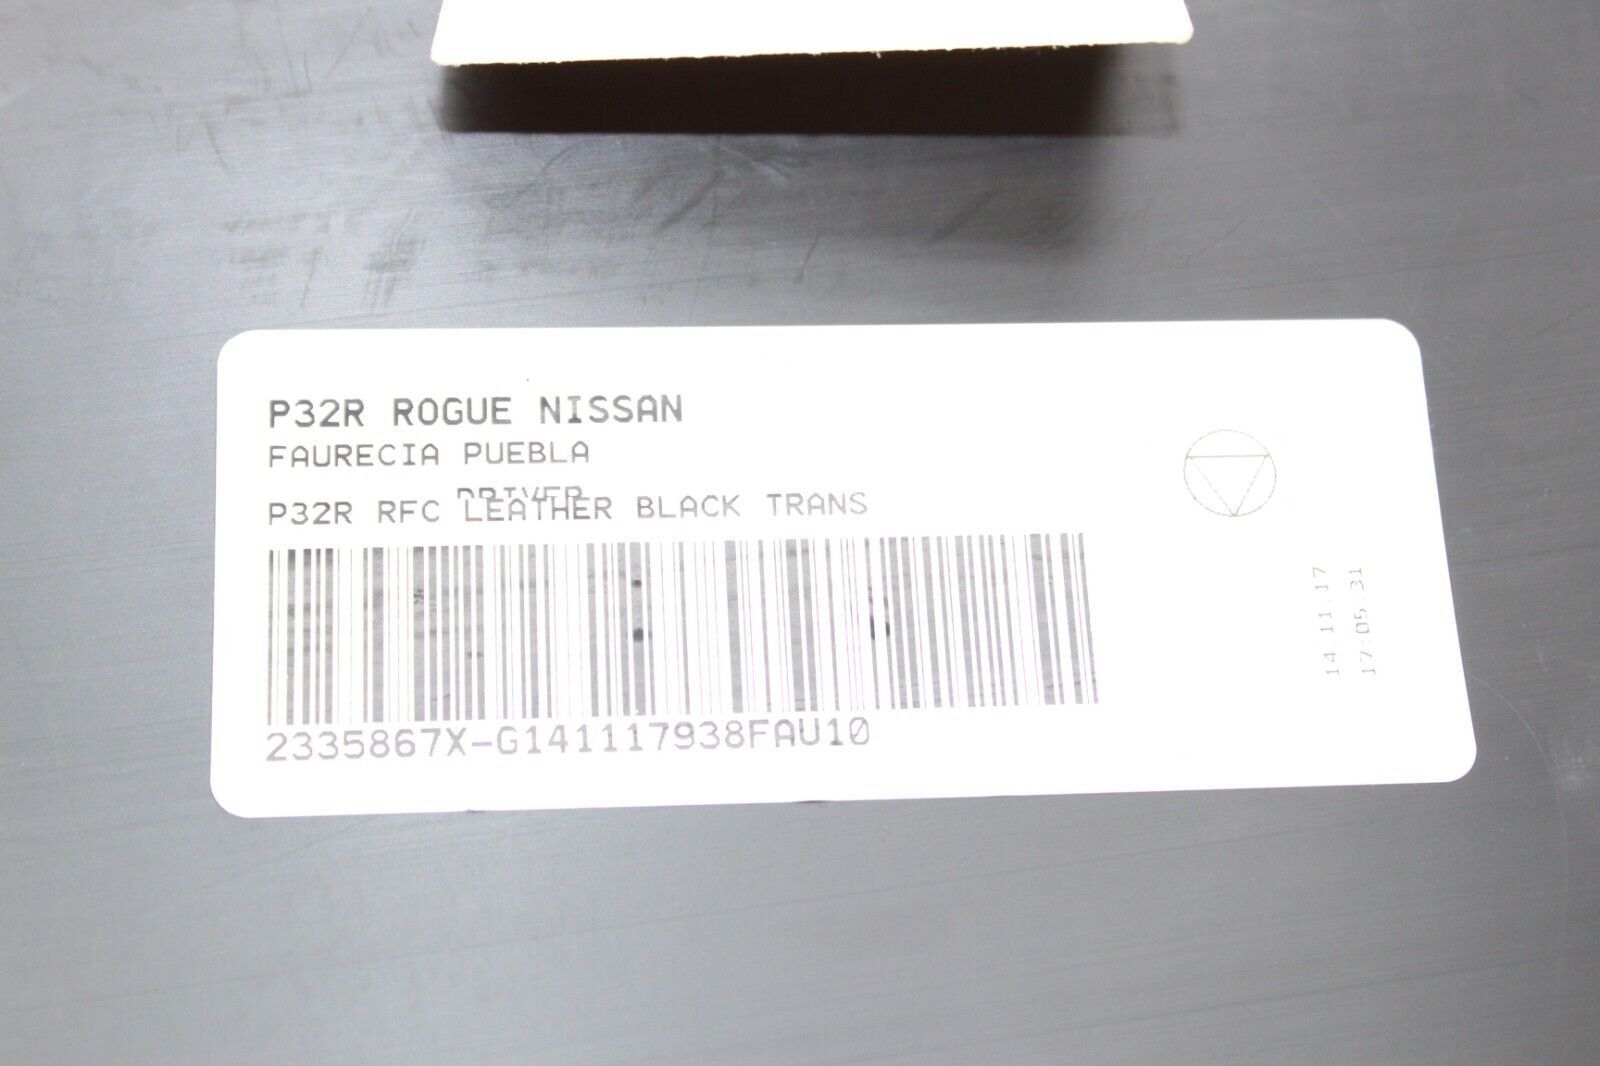 P32R ROGUE NISSAN
FAURECIA PUEBLA
DRIVER
P32R RFC LEATHER BLACK TRANS
2335867X-G141117938FAU10
14.11.17
17:05:31